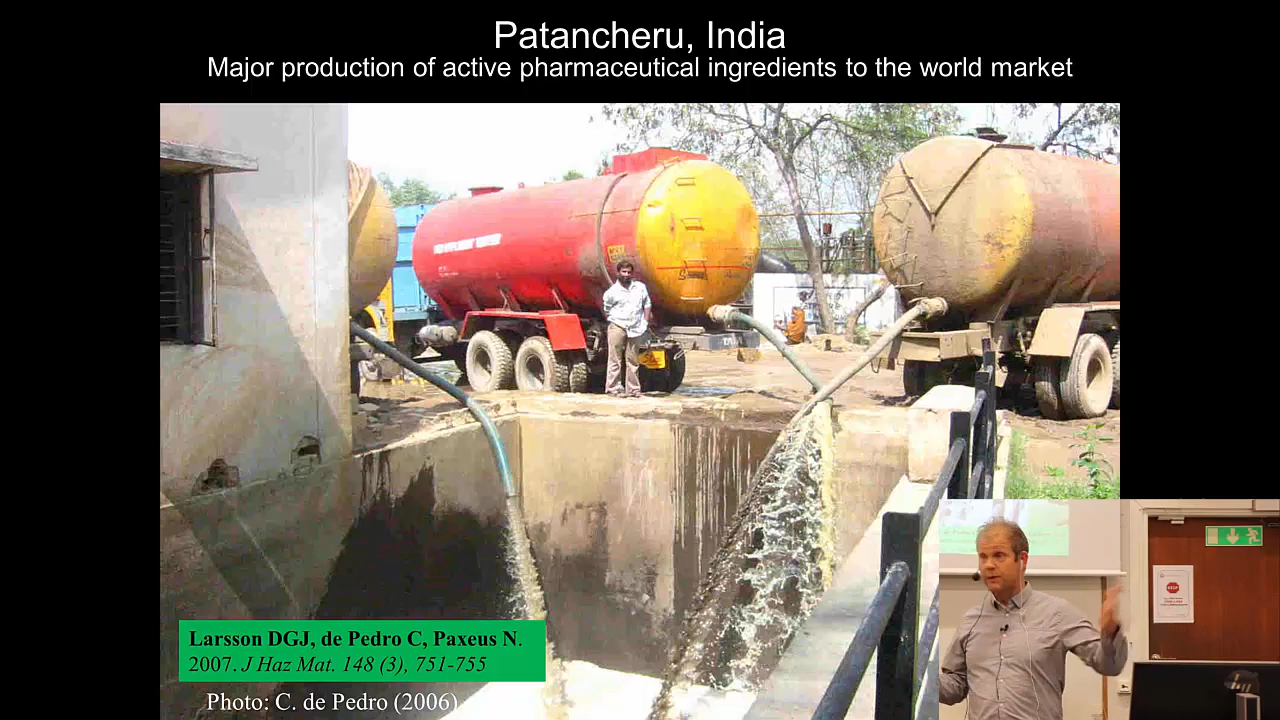 Patancheru, India
Major production of active pharmaceutical ingredients to the world market
Larsson DGJ, de Pedro C, Paxeus N.
2007. J Haz Mat. 148 (3), 751-755
Photo: C. de Pedro (2006)